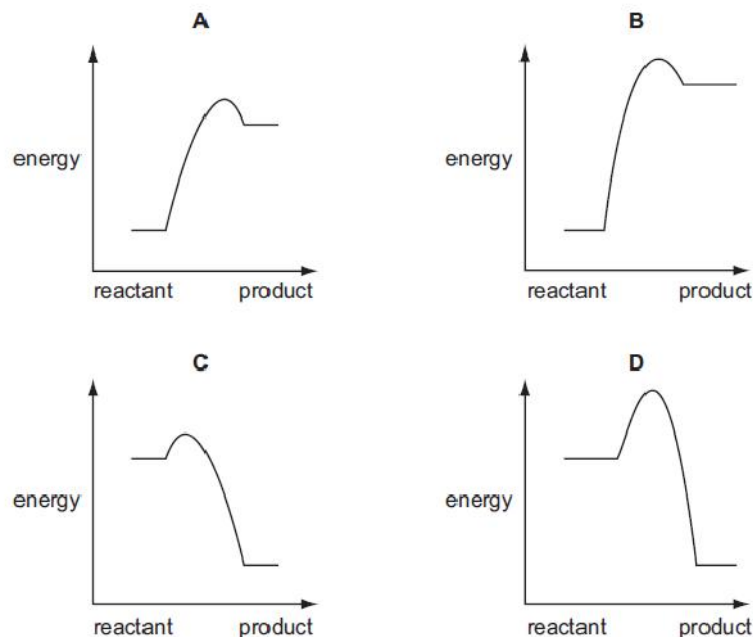 A
energy
reactant product
B
energy
reactant product
C
energy
reactant product
D
energy
reactant product